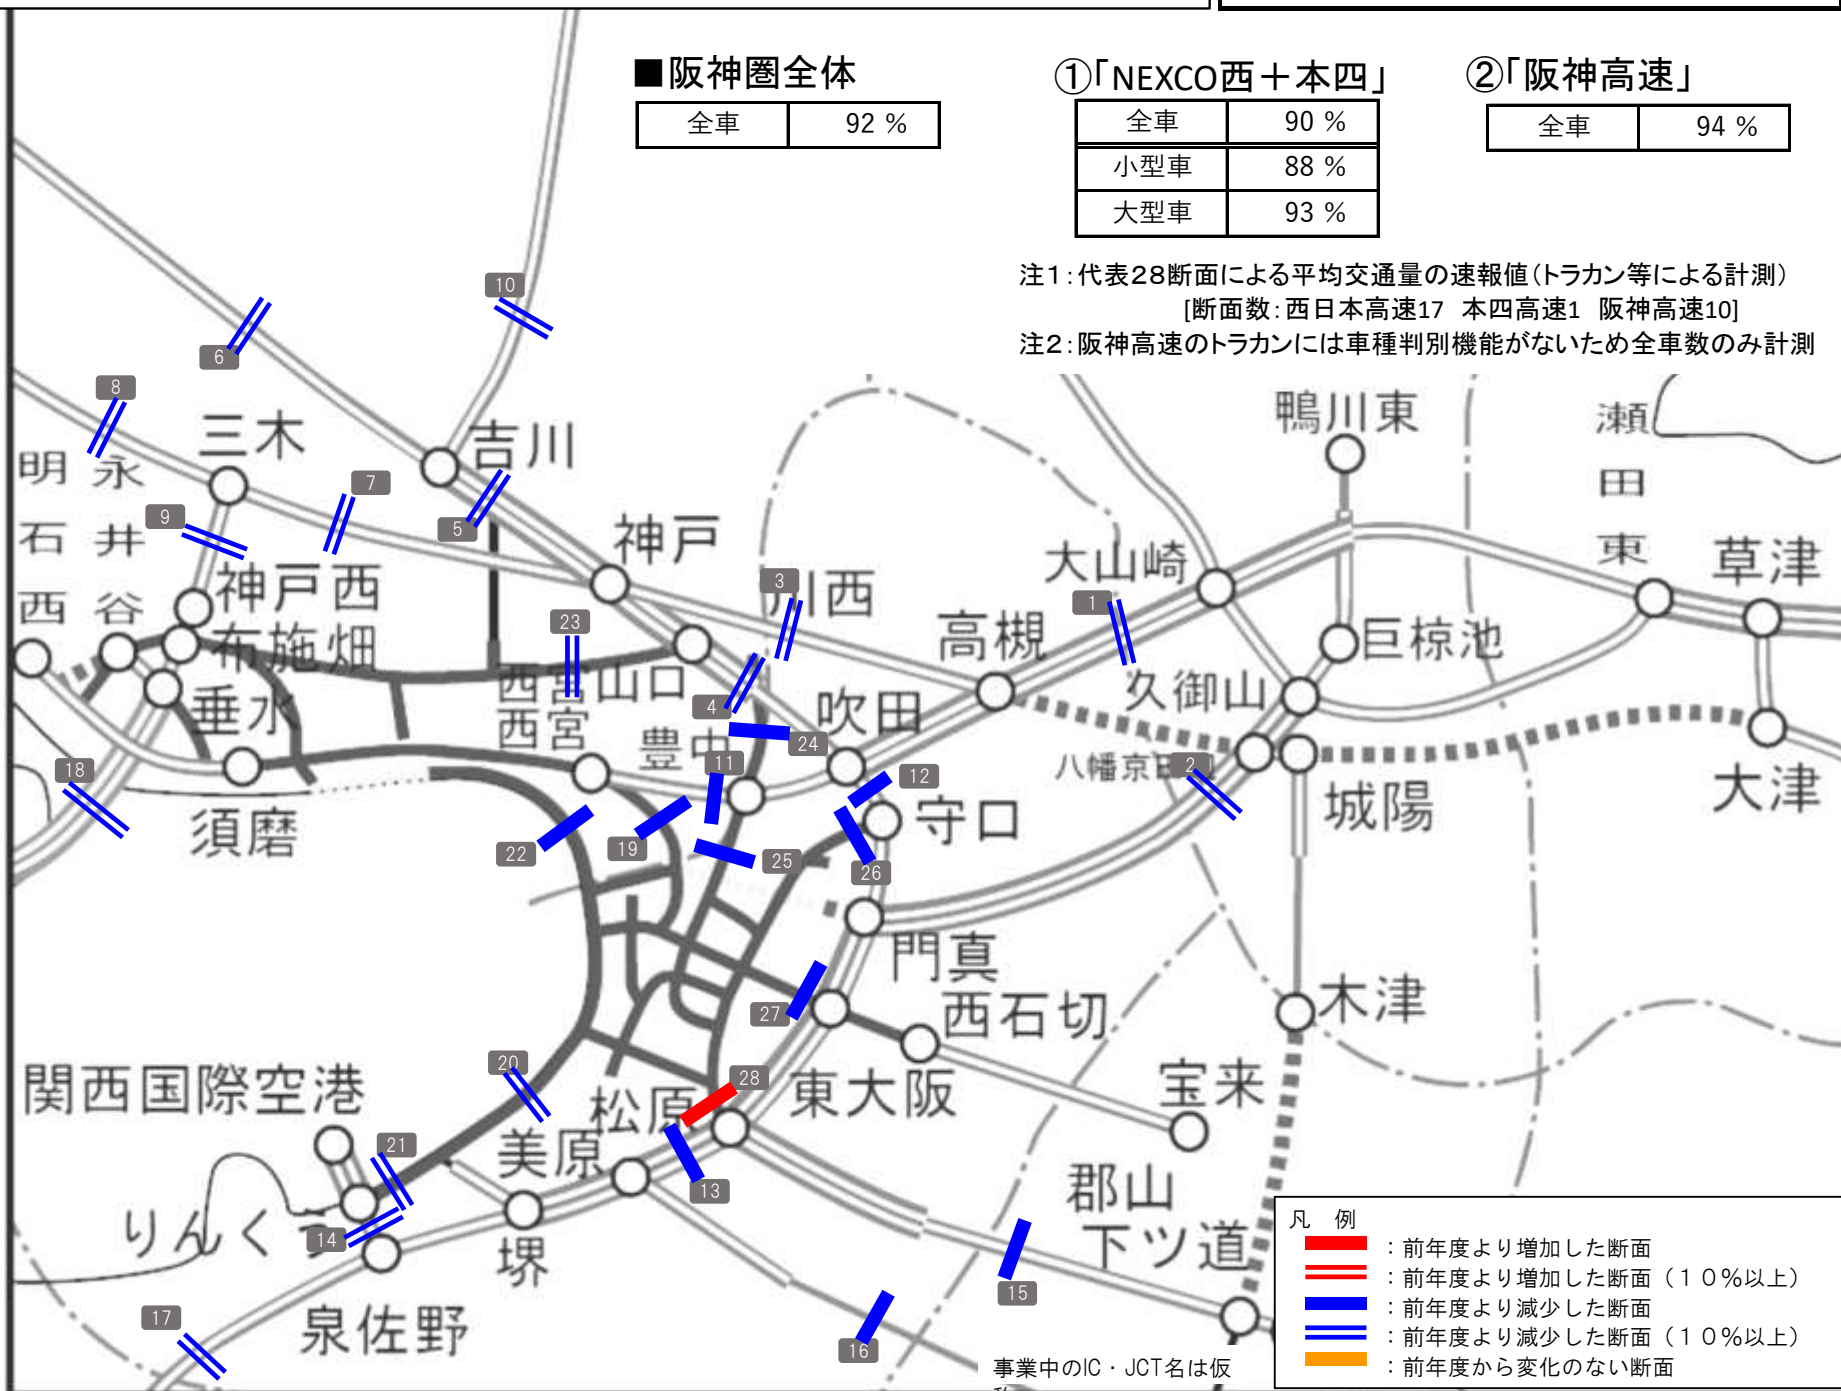 ■阪神圏全体
全車 92 %
①「NEXCO西＋本四」
全車 90 %
小型車 88 %
大型車 93 %
②「阪神高速」
全車 94 %
注1：代表28断面による平均交通量の速報値（トラカン等による計測）
[断面数：西日本高速17 本四高速1 阪神高速10]
注2：阪神高速のトラカンには車種判別機能がないため全車数のみ計測
10
6
8
三木
吉川
鴨川東
瀬田東
明石西
永井谷
7
9
5
神戸
大山崎
草津
神戸西
3
川西
1
高槻
巨椋池
布施畑
23
西宮山口
久御山
垂水
4
吹田
西宮
豊中
24
八幡京田辺
2
18
11
12
大津
須磨
守口
城陽
22
19
25
26
門真
27
西石切
木津
関西国際空港
20
28
松原
東大阪
宝来
21
美原
13
郡山
下ツ道
りんくう
14
堺
15
17
泉佐野
16
事業中のIC・JCT名は仮
凡 例
：前年度より増加した断面
：前年度より増加した断面（１０％以上）
：前年度より減少した断面
：前年度より減少した断面（１０％以上）
：前年度から変化のない断面